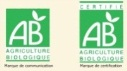 AB
AGRICULTURE
BIOLOGIQUE
Marque de communication
CERTIFIÉ
AB
AGRICULTURE
BIOLOGIQUE
Marque de certification